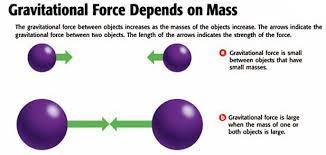 Gravitational Force Depends on Mass
The gravitational force between objects increases as the masses of the objects increase. The arrows indicate the
gravitational force between two objects. The length of the arrows indicates the strength of the force.
a Gravitational force is small
between objects that have
small masses.
b Gravitational force is large
when the mass of one or
both objects is large.